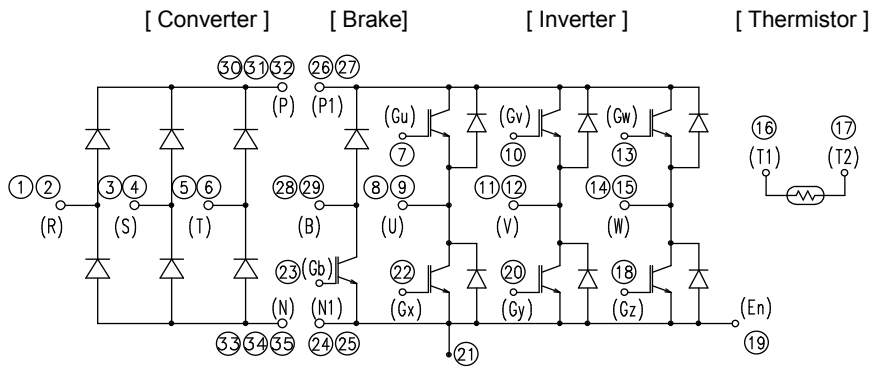 [ Converter ] [ Brake] [ Inverter ] [ Thermistor ]
30 31 32 26 27
(P) (P1) (Gu) (Gv) (Gw)
7 10 13 16 17
(T1) (T2)
1 2 3 4 5 6 28 29 8 9 11 12 14 15
(R) (S) (T) (B) (U) (V) (W)
23 (Gb) 22 20 18
(N) (N1) (Gx) (Gy) (Gz) (En)
33 34 35 24 25 21 19